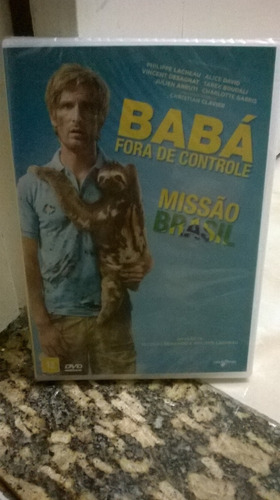 PHILIPPE LACHEAU ALICE DAVID
VINCENT DESAGNAT TAREK BOUDALI
JULIEN ARRUTI CHARLOTTE GABRIS
CHRISTIAN CLAVIER
BABÁ
FORA DE CONTROLE
MISSÃO
BRASIL
DVD